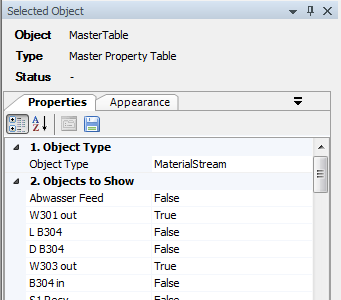 Selected Object
Object MasterTable
Type Master Property Table
Status -
Properties Appearance
1. Object Type
Object Type MaterialStream
2. Objects to Show
Abwasser Feed False
W301 out True
L B304 False
D B304 False
W303 out True
B304 in False
S1 Recy False